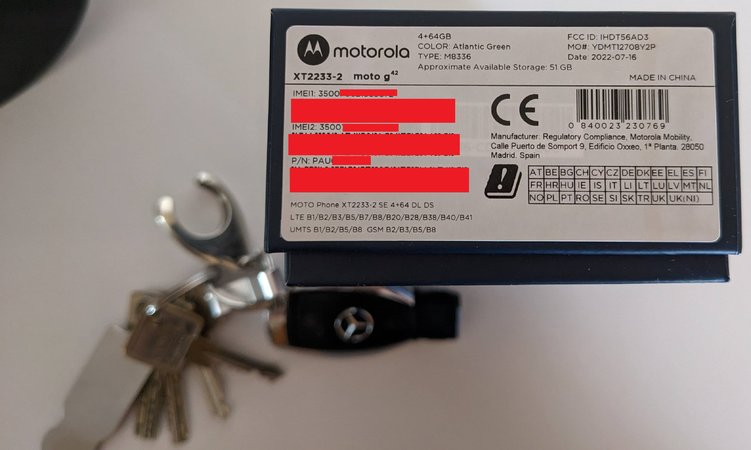 motorola
4+64GB
COLOR: Atlantic Green
TYPE: M8336
Approximate Available Storage: 51 GB
FCC ID: IHDT56AD3
MO#: YDMT12708Y2P
Date: 2022-07-16
XT2233-2 moto g42
MADE IN CHINA
IMEI1: 3500
IMEI2: 3500
P/N: PAU
CE
0 840023 230769
Manufacturer: Regulatory Compliance, Motorola Mobility,
Calle Puerto de Somport 9, Edificio Oxxeo, 1ª Planta. 28050
Madrid. Spain
AT BE BG CH CY CZ DE DK EE EL ES FI
FR HR HU IE IS IT LI LT LU LV MT NL
NO PL PT RO SE SI SK TR UK UK(NI)
MOTO Phone XT2233-2 SE 4+64 DL DS
LTE B1/B2/B3/B5/B7/B8/B20/B28/B38/B40/B41
UMTS B1/B2/B5/B8 GSM B2/B3/B5/B8